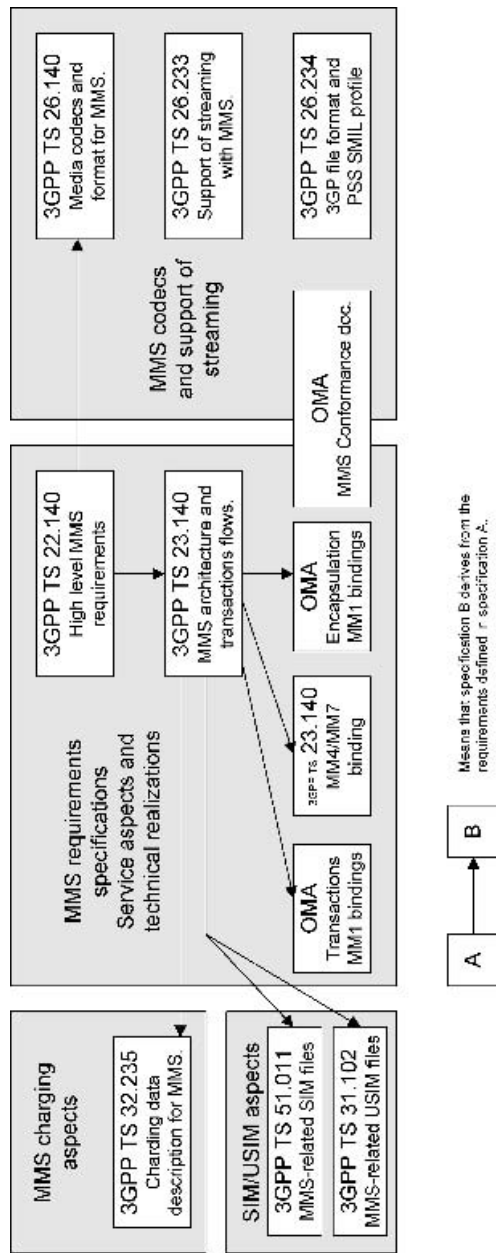 MMS charging
aspects
3GPP TS 32.235
Charding data
description for MMS.
SIM/USIM aspects
3GPP TS 51.011
MMS-related SIM files
3GPP TS 31.102
MMS-related USIM files
MMS requirements
specifications
Service aspects and
technical realizations
3GPP TS 22.140
High level MMS
requirements
3GPP TS 23.140
MMS architecture and
transactions flows.
OMA
Transactions
MM1 bindings
3GPP TS 23.140
MM4/MM7
binding
OMA
Encapsulation
MM1 bindings
OMA
MMS Conformance doc.
MMS codecs
and support of
streaming
3GPP TS 26.140
Media codecs and
format for MMS.
3GPP TS 26.233
Support of streaming
with MMS.
3GPP TS 26.234
3GP file format and
PSS SMIL profile
A
B
Means that specification B derives from the
requirements defined in specification A.